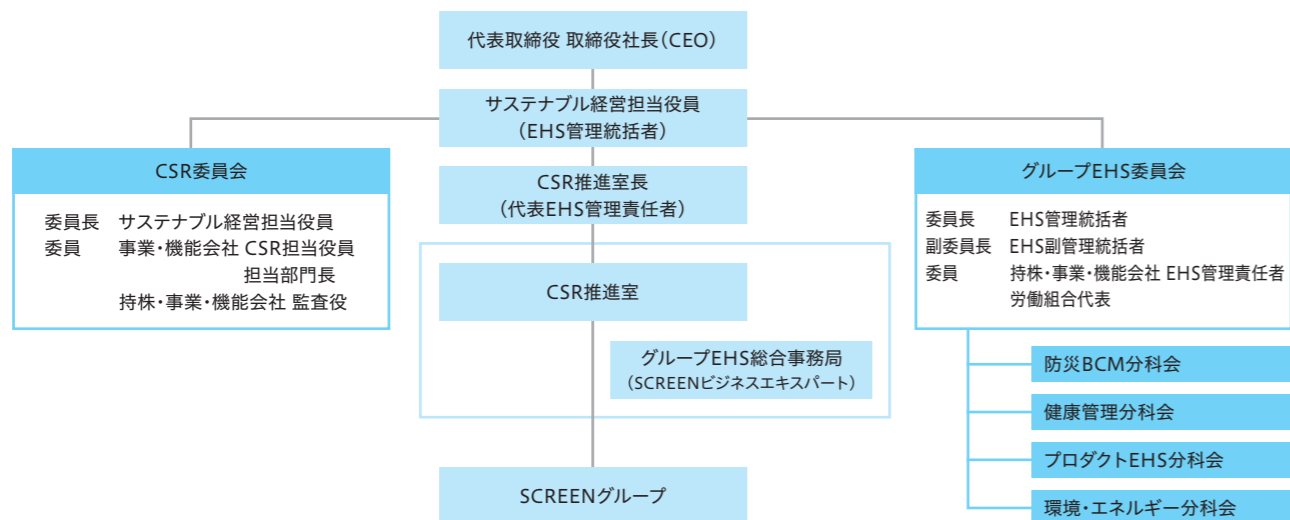 代表取締役 取締役社長（CEO）
サステナブル経営担当役員
（EHS管理統括者）
CSR委員会
委員長 サステナブル経営担当役員
委員 事業・機能会社 CSR担当役員
担当部門長
持株・事業・機能会社 監査役
CSR推進室長
（代表EHS管理責任者）
グループEHS委員会
委員長 EHS管理統括者
副委員長 EHS副管理統括者
委員 持株・事業・機能会社 EHS管理責任者
労働組合代表
CSR推進室
グループEHS総合事務局
（SCREENビジネスエキスパート）
防災BCM分科会
健康管理分科会
プロダクトEHS分科会
環境・エネルギー分科会
SCREENグループ